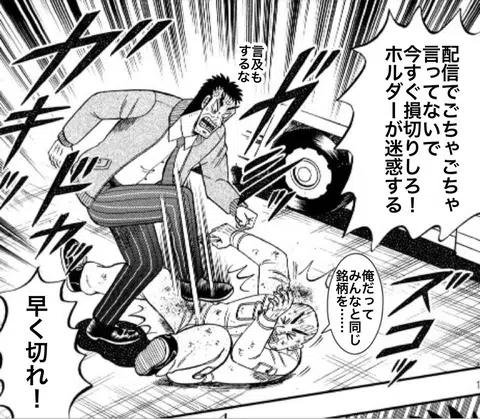 配信でごちゃごちゃ
言ってないで
今すぐ損切りしろ！
ホルダーが迷惑する
言及も
するな
ガッ
バキッ
ドカッ
俺だって
みんなと同じ
銘柄を……
ズコ
早く切れ！